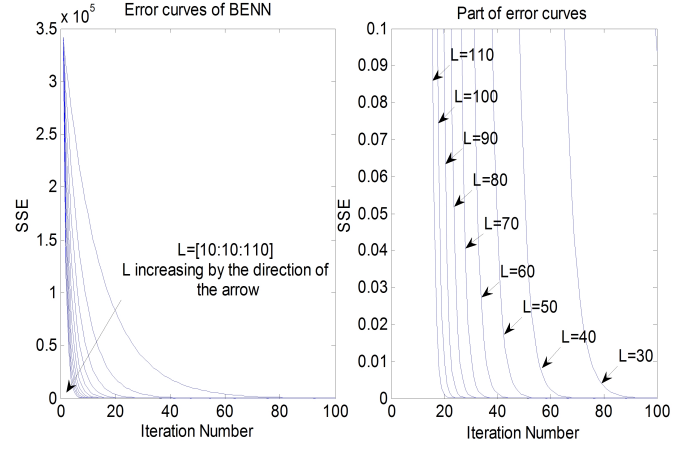 Error curves of BENN
x 10^5
3.5
3
2.5
2
1.5
1
0.5
0
SSE
L=[10:10:110]
L increasing by the direction of
the arrow
0 20 40 60 80 100
Iteration Number
Part of error curves
0.1
0.09
0.08
0.07
0.06
0.05
0.04
0.03
0.02
0.01
0
SSE
L=110
L=100
L=90
L=80
L=70
L=60
L=50
L=40
L=30
0 20 40 60 80 100
Iteration Number